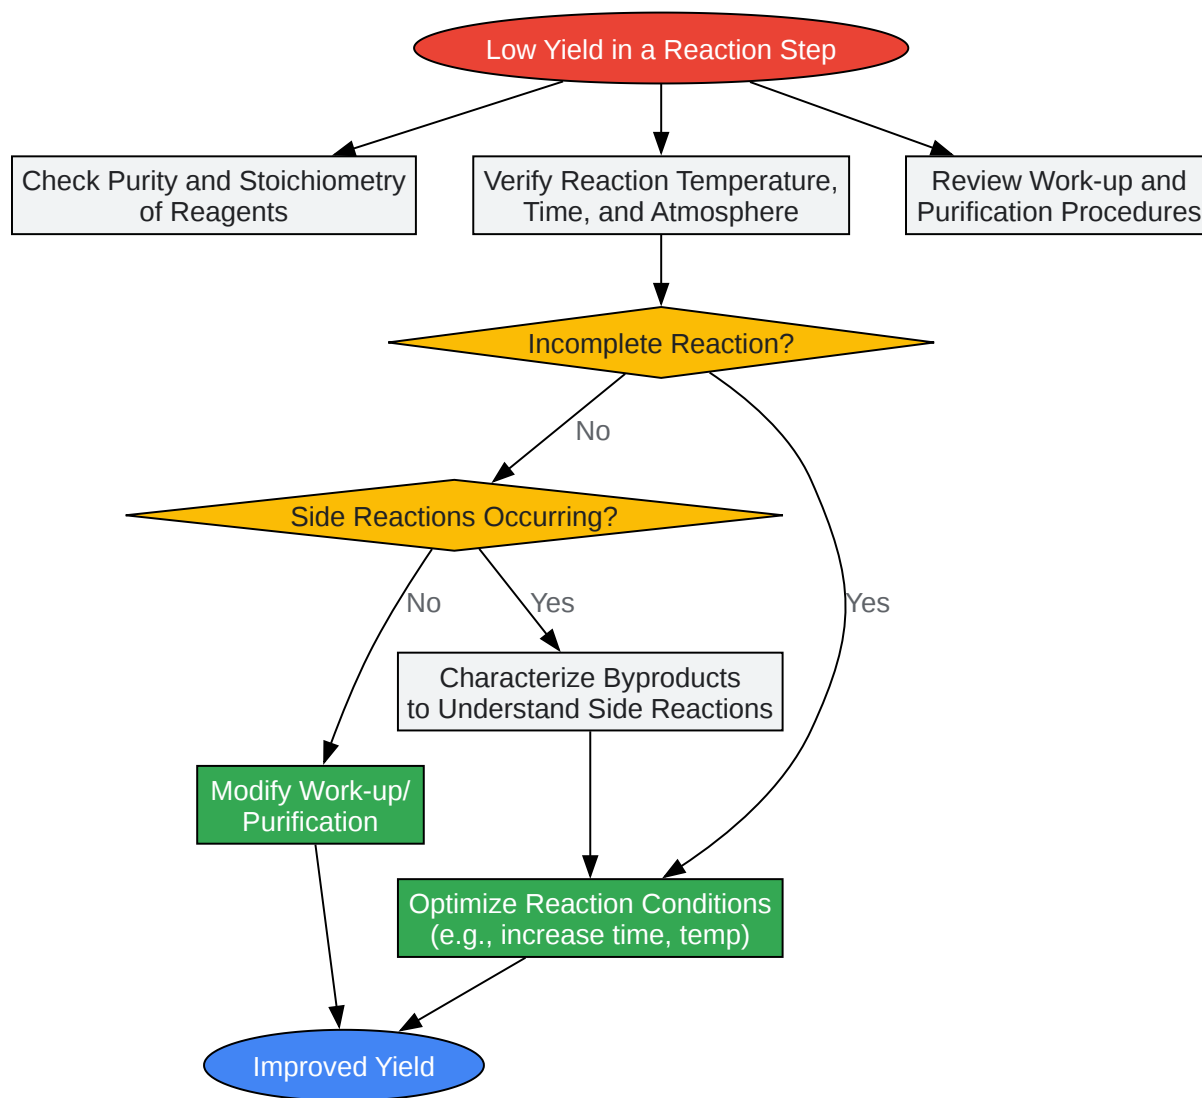 Low Yield in a Reaction Step
Check Purity and Stoichiometry
of Reagents
Verify Reaction Temperature,
Time, and Atmosphere
Review Work-up and
Purification Procedures
Incomplete Reaction?
No
Side Reactions Occurring?
No
Yes
Yes
Characterize Byproducts
to Understand Side Reactions
Modify Work-up/
Purification
Optimize Reaction Conditions
(e.g., increase time, temp)
Improved Yield